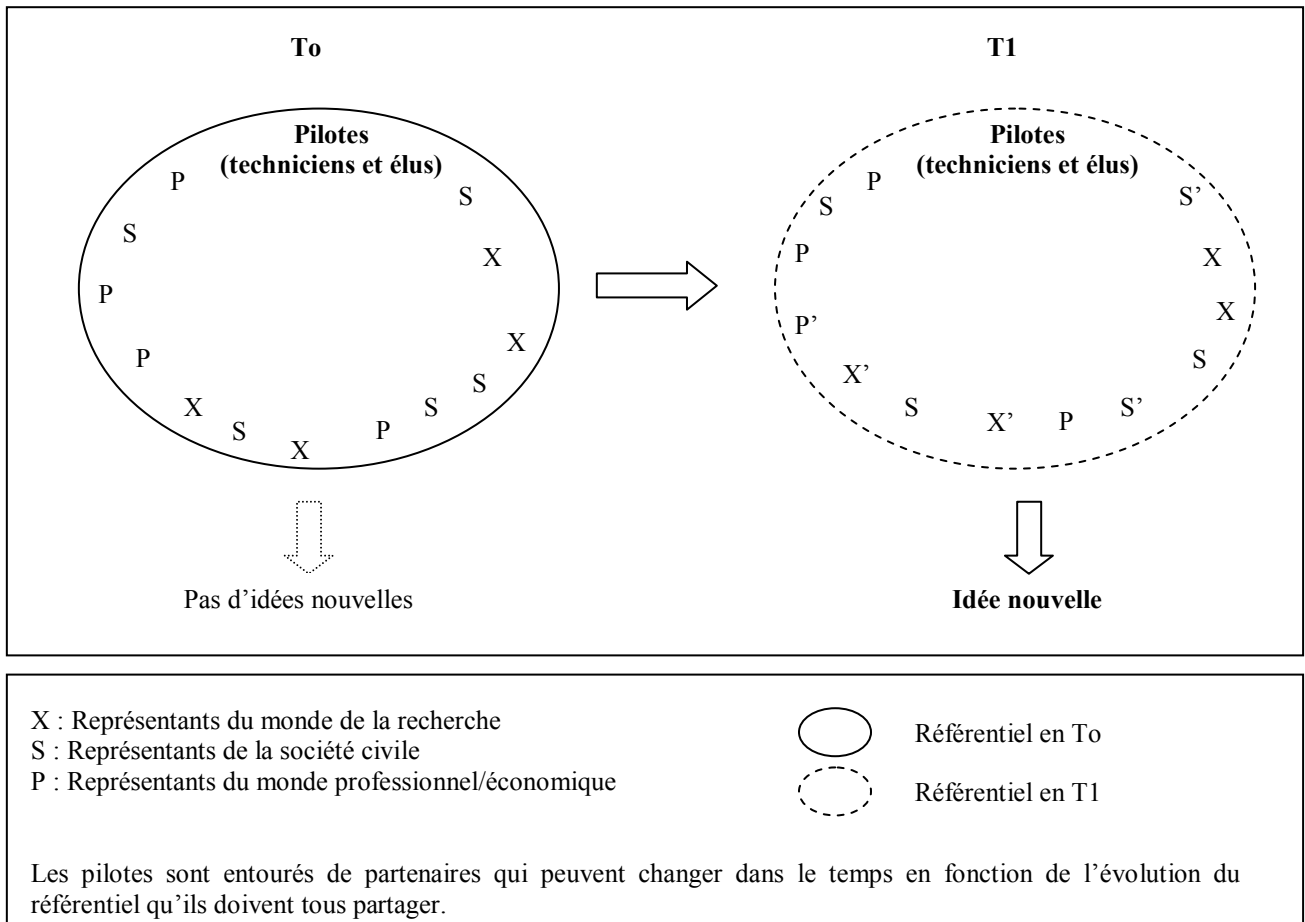 To
T1
Pilotes
(techniciens et élus)
P
S
S
X
P
P
X
S
X
S
X
P
S
Pilotes
(techniciens et élus)
P
S’
S
P
X
X
P’
S
X’
S
X’
P
S’
Pas d’idées nouvelles
Idée nouvelle
X : Représentants du monde de la recherche
S : Représentants de la société civile
P : Représentants du monde professionnel/économique
Référentiel en To
Référentiel en T1
Les pilotes sont entourés de partenaires qui peuvent changer dans le temps en fonction de l’évolution du
référentiel qu’ils doivent tous partager.